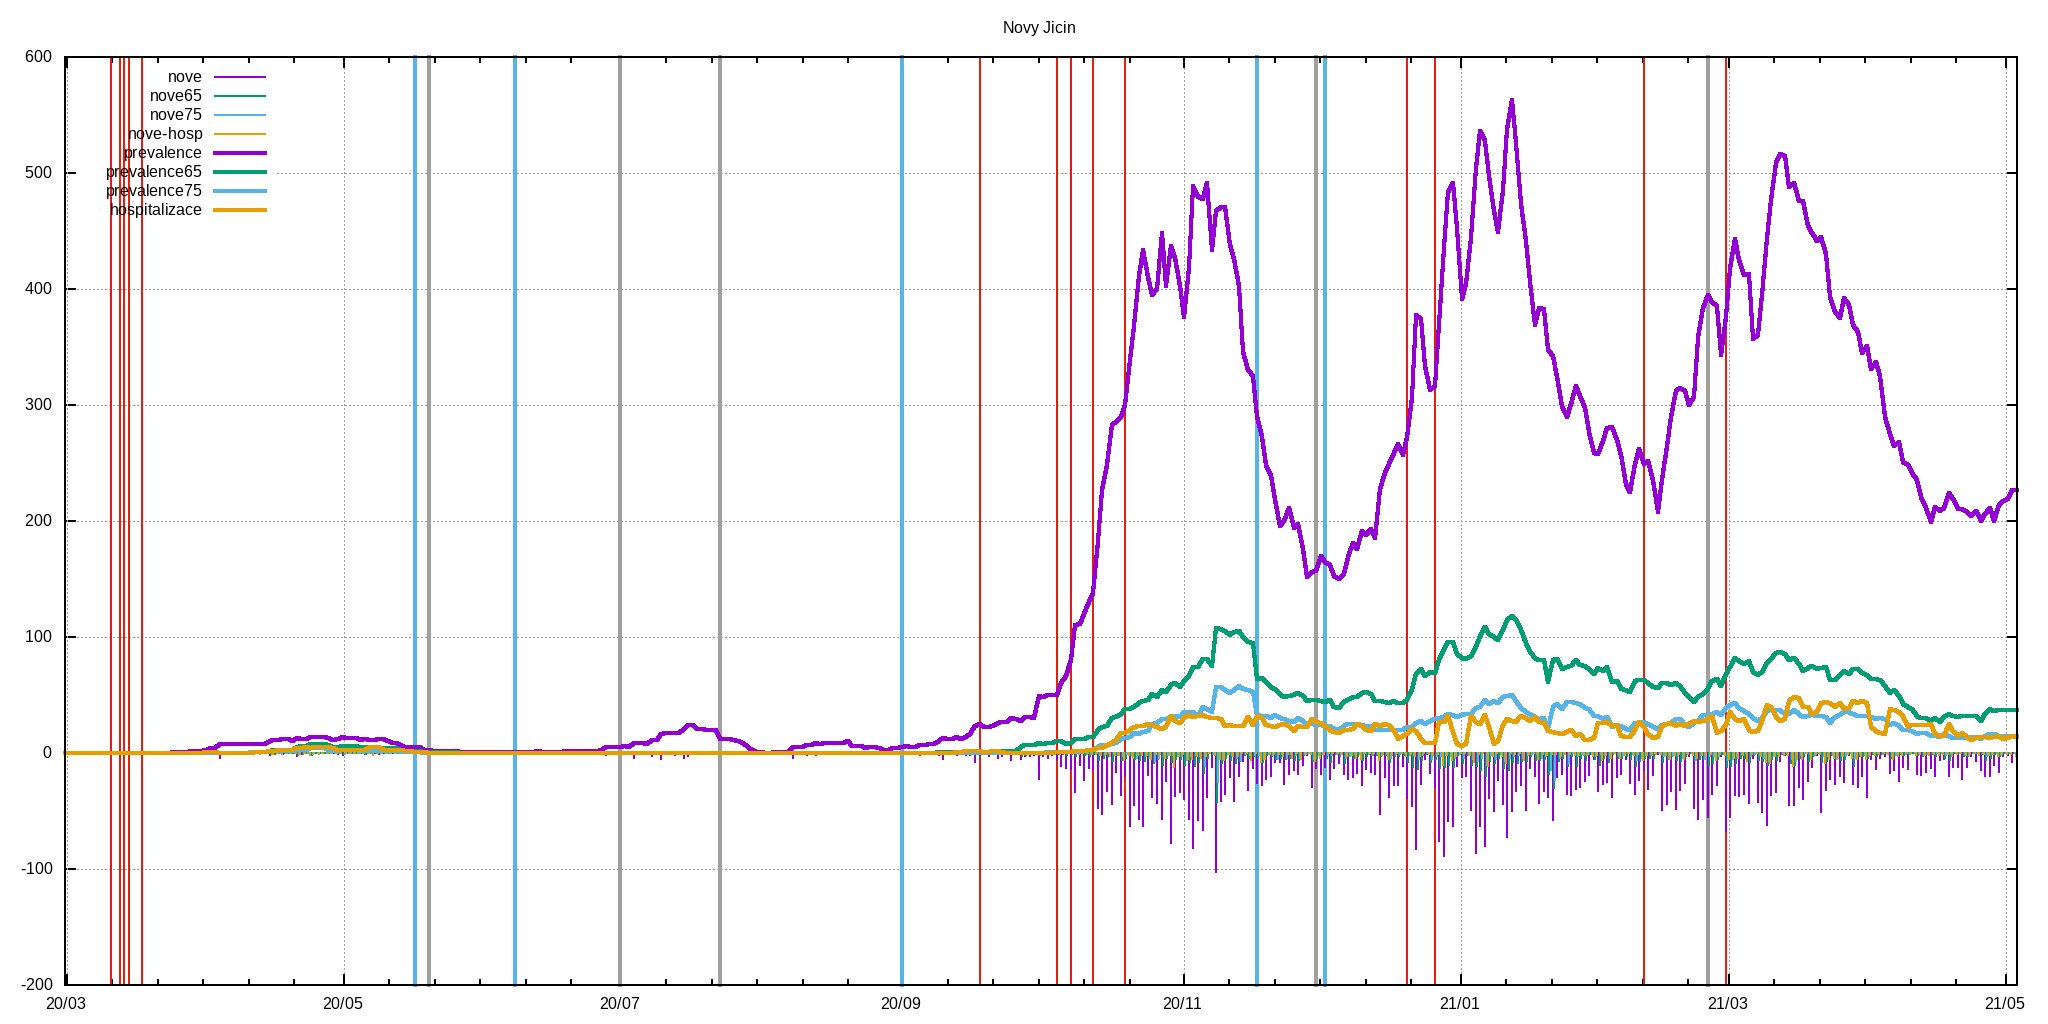 Novy Jicin
600
500
400
300
200
100
0
-100
-200
nove
nove65
nove75
nove-hosp
prevalence
prevalence65
prevalence75
hospitalizace
20/03 20/05 20/07 20/09 20/11 21/01 21/03 21/05